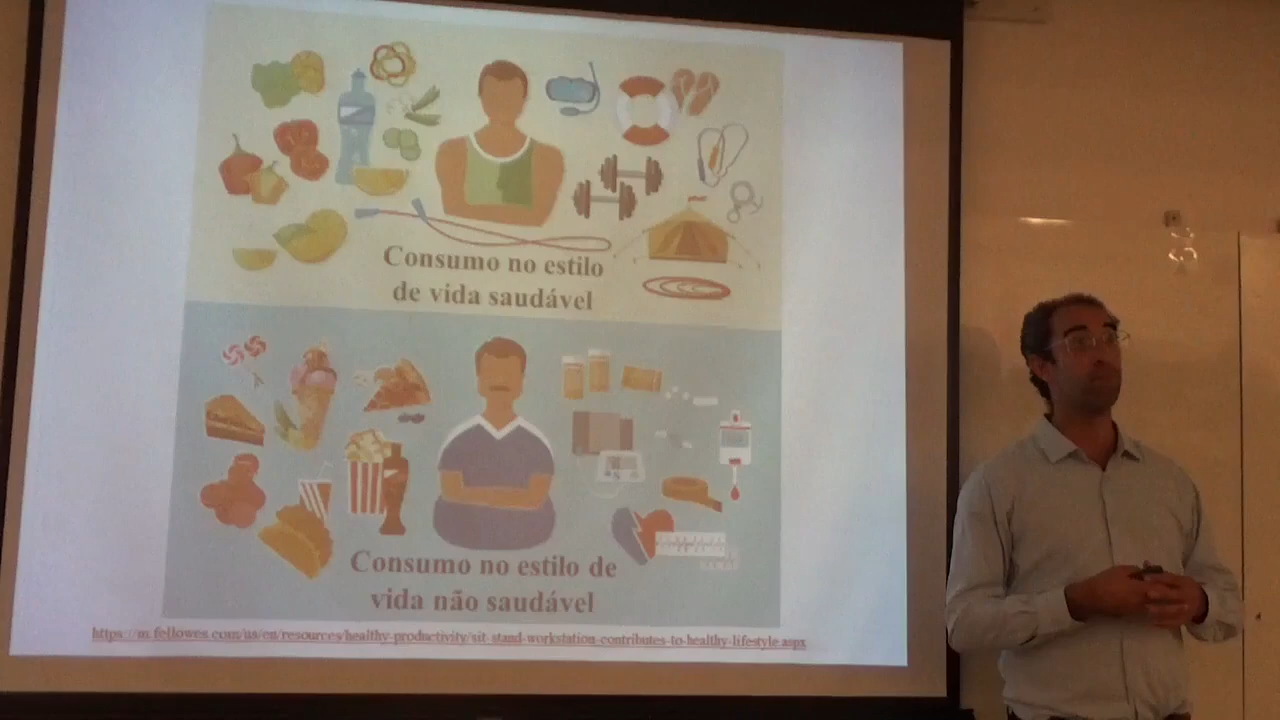 Consumo no estilo
de vida saudável
Consumo no estilo de
vida não saudável
https://m.fellowes.com/us/en/resources/healthy-productivity/sit-stand-workstation-contributes-to-healthy-lifestyle.aspx